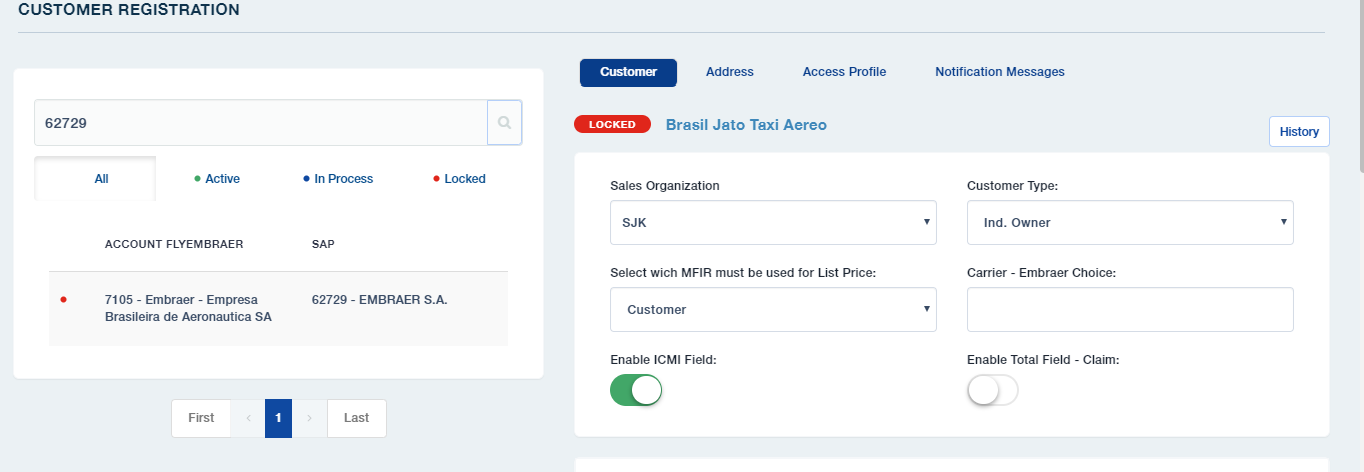 CUSTOMER REGISTRATION
62729
All
Active
In Process
Locked
ACCOUNT FLYEMBRAER
SAP
7105 - Embraer - Empresa
Brasileira de Aeronautica SA
62729 - EMBRAER S.A.
First
<
1
>
Last
Customer
Address
Access Profile
Notification Messages
LOCKED
Brasil Jato Taxi Aereo
History
Sales Organization
SJK
Customer Type:
Ind. Owner
Select wich MFIR must be used for List Price:
Customer
Carrier - Embraer Choice:
Enable ICMI Field:
Enable Total Field - Claim: